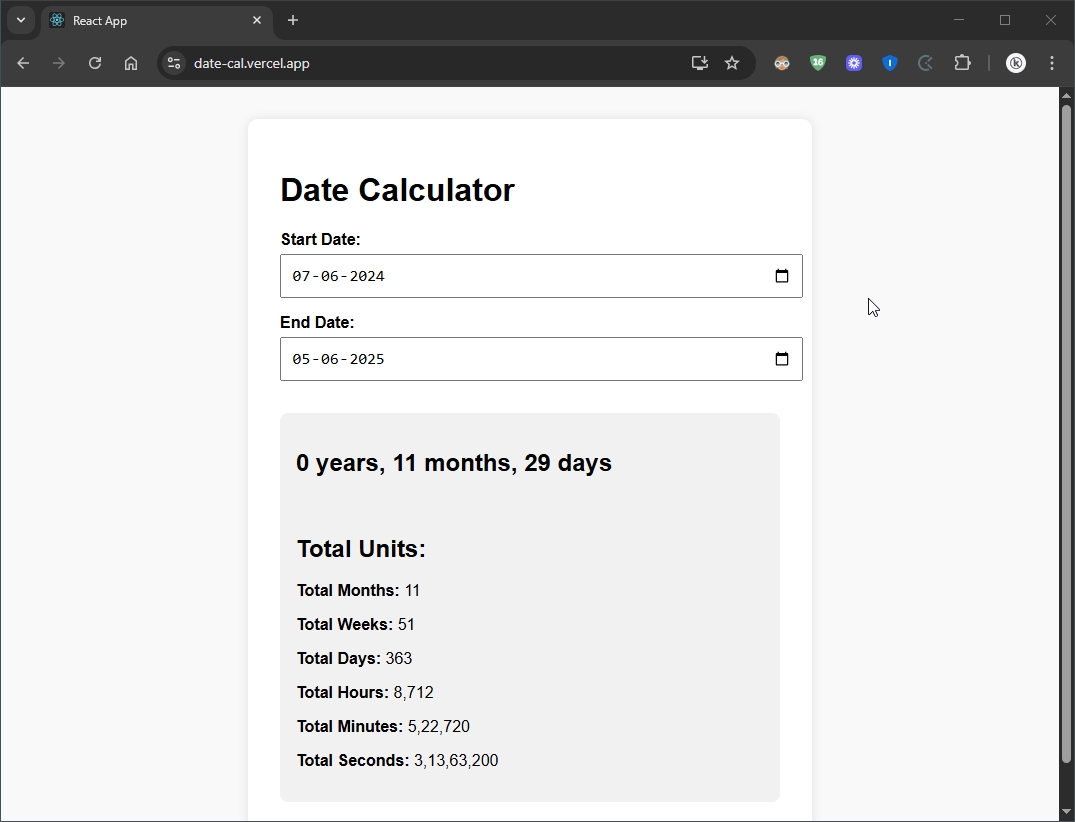 React App
date-cal.vercel.app
16
Date Calculator
Start Date:
07-06-2024
End Date:
05-06-2025
0 years, 11 months, 29 days
Total Units:
Total Months: 11
Total Weeks: 51
Total Days: 363
Total Hours: 8,712
Total Minutes: 5,22,720
Total Seconds: 3,13,63,200